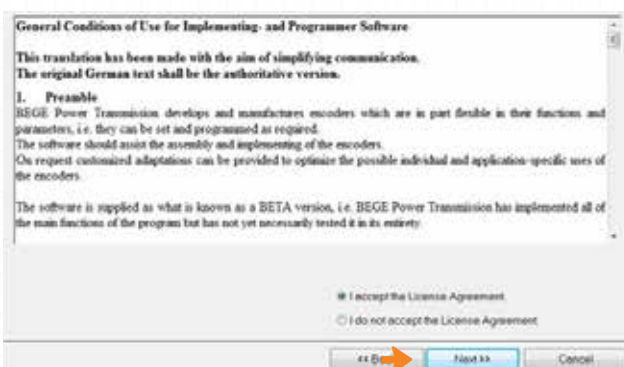 General Conditions of Use for Implementing- and Programmer Software
This translation has been made with the aim of simplifying communication.
The original German text shall be the authoritative version.
1. Preamble
BEGE Power Transmission develops and manufactures encoders which are in part flexible in their functions and
parameters, i.e. they can be set and programmed as required.
The software should assist the assembly and implementing of the encoders.
On request customized adaptations can be provided to optimize the possible individual and application-specific uses of
the encoders.
The software is supplied as what is known as a BETA version, i.e. BEGE Power Transmission has implemented all of
the main functions of the program but has not yet necessarily tested it in its entirety.
I accept the License Agreement
I do not accept the License Agreement
<< Next >> Cancel